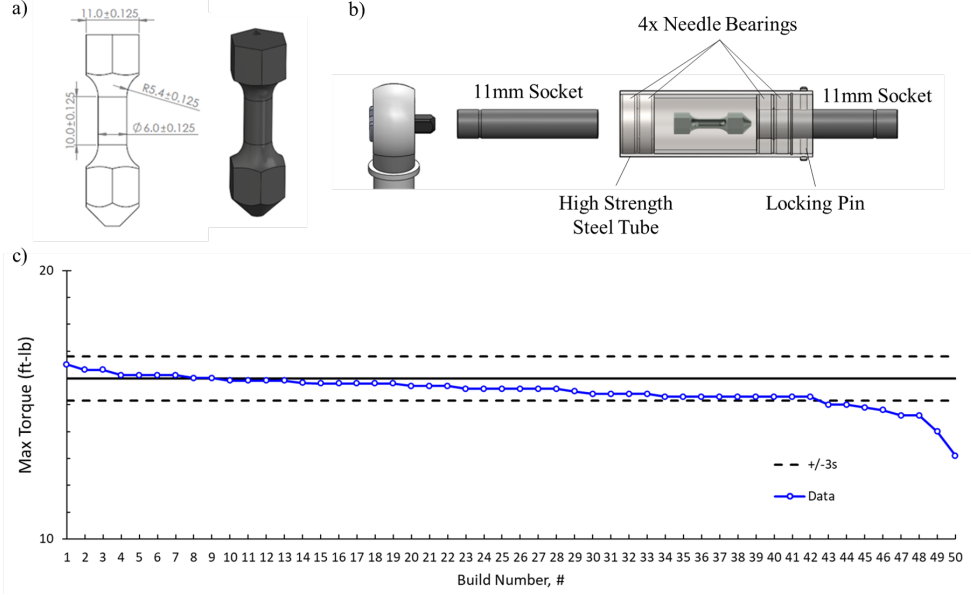 a)
11.0±0.125
R5.4±0.125
10.0±0.125
Ø6.0±0.125
b)
4x Needle Bearings
11mm Socket
11mm Socket
High Strength
Steel Tube
Locking Pin
c)
20
10
Max Torque (ft-lb)
+/-3s
Data
1 2 3 4 5 6 7 8 9 10 11 12 13 14 15 16 17 18 19 20 21 22 23 24 25 26 27 28 29 30 31 32 33 34 35 36 37 38 39 40 41 42 43 44 45 46 47 48 49 50
Build Number, #